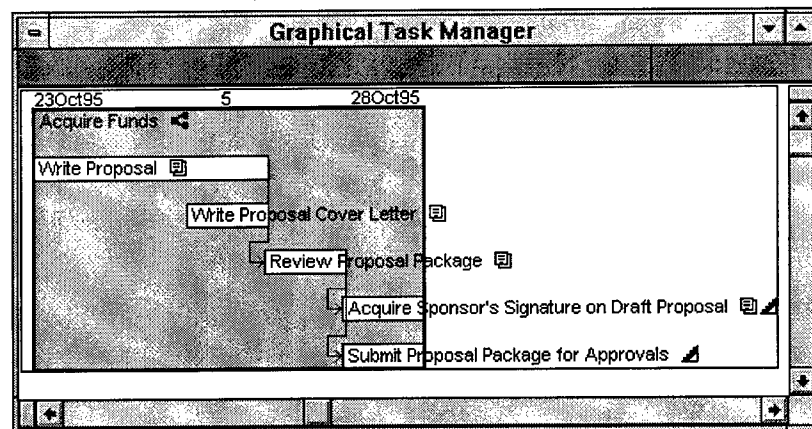 Graphical Task Manager
23Oct95 5 28Oct95
Acquire Funds
Write Proposal
Write Proposal Cover Letter
Review Proposal Package
Acquire Sponsor's Signature on Draft Proposal
Submit Proposal Package for Approvals